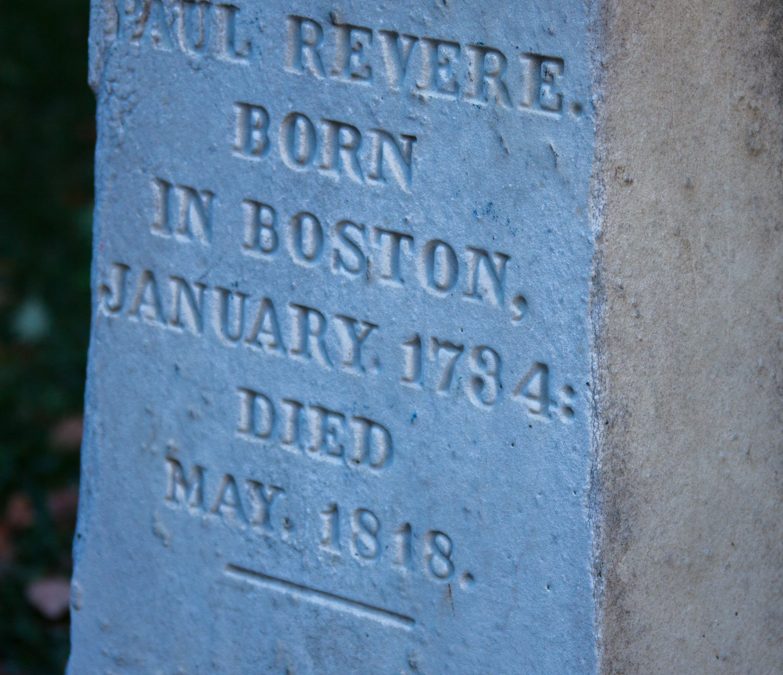 PAUL REVERE.
BORN
IN BOSTON,
JANUARY. 1734:
DIED
MAY. 1818.